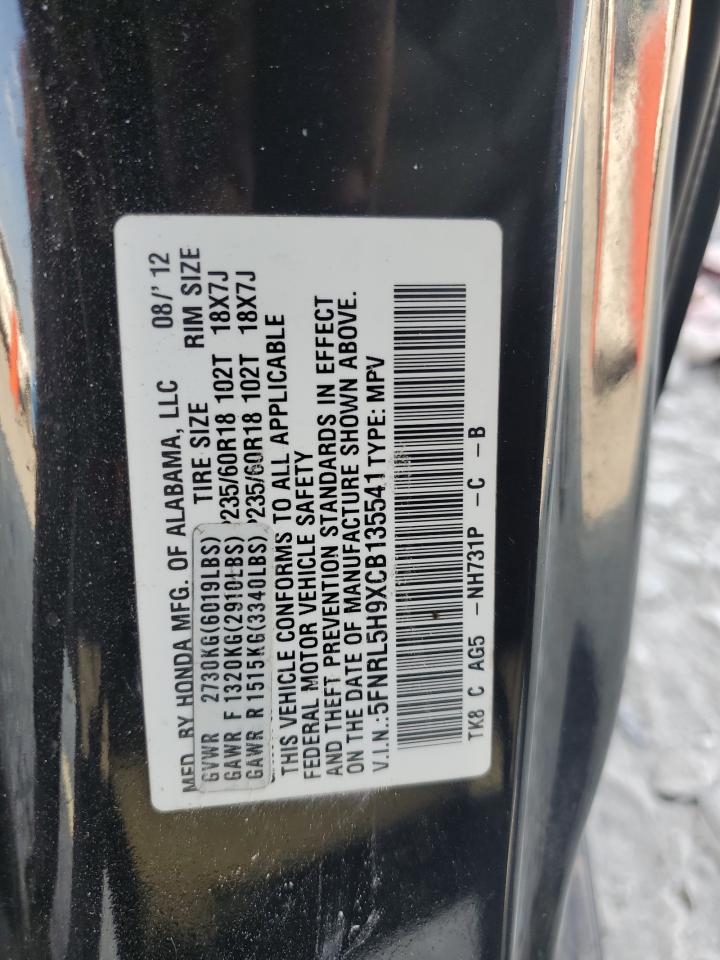 MFD. BY HONDA MFG. OF ALABAMA, LLC 08/'12
TIRE SIZE RIM SIZE
GVWR 2730KG(6019LBS)
GAWR F 1320KG(2910LBS) P235/60R18 102T 18X7J
GAWR R 1515KG(3340LBS) P235/60R18 102T 18X7J
THIS VEHICLE CONFORMS TO ALL APPLICABLE
FEDERAL MOTOR VEHICLE SAFETY
AND THEFT PREVENTION STANDARDS IN EFFECT
ON THE DATE OF MANUFACTURE SHOWN ABOVE.
V.I.N.:5FNRL5H9XCB135541 TYPE: MPV
TK8 C AG5 -NH731P -C -B